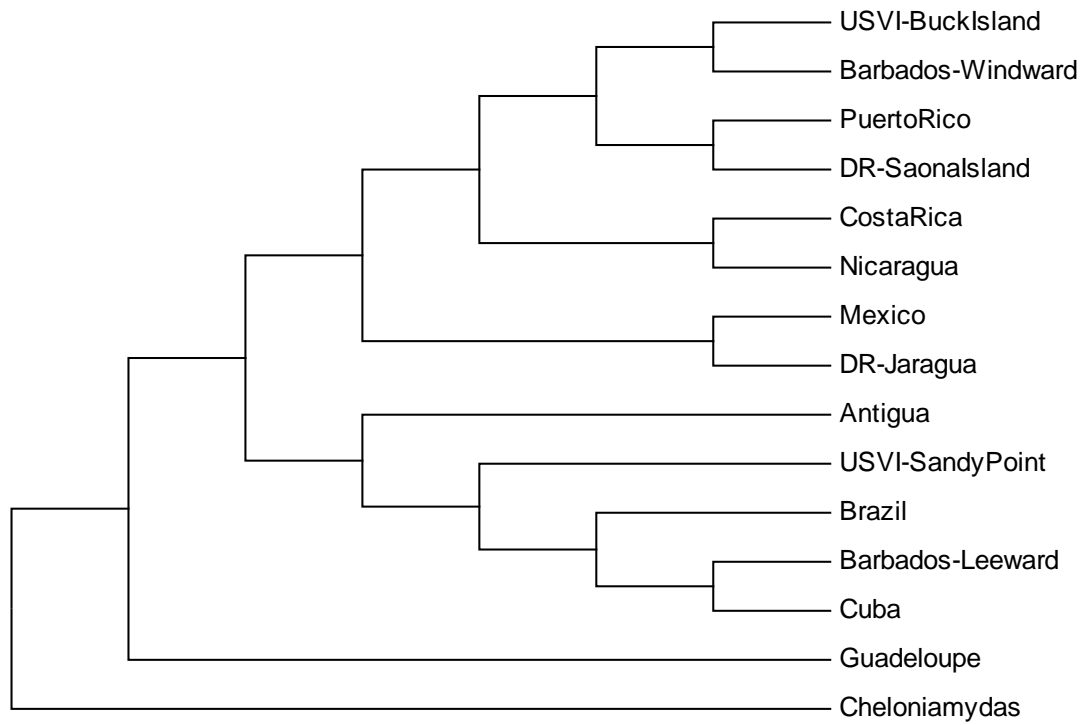 USVI-BuckIsland
Barbados-Windward
PuertoRico
DR-SaonaIsland
CostaRica
Nicaragua
Mexico
DR-Jaragua
Antigua
USVI-SandyPoint
Brazil
Barbados-Leeward
Cuba
Guadeloupe
Cheloniamydas